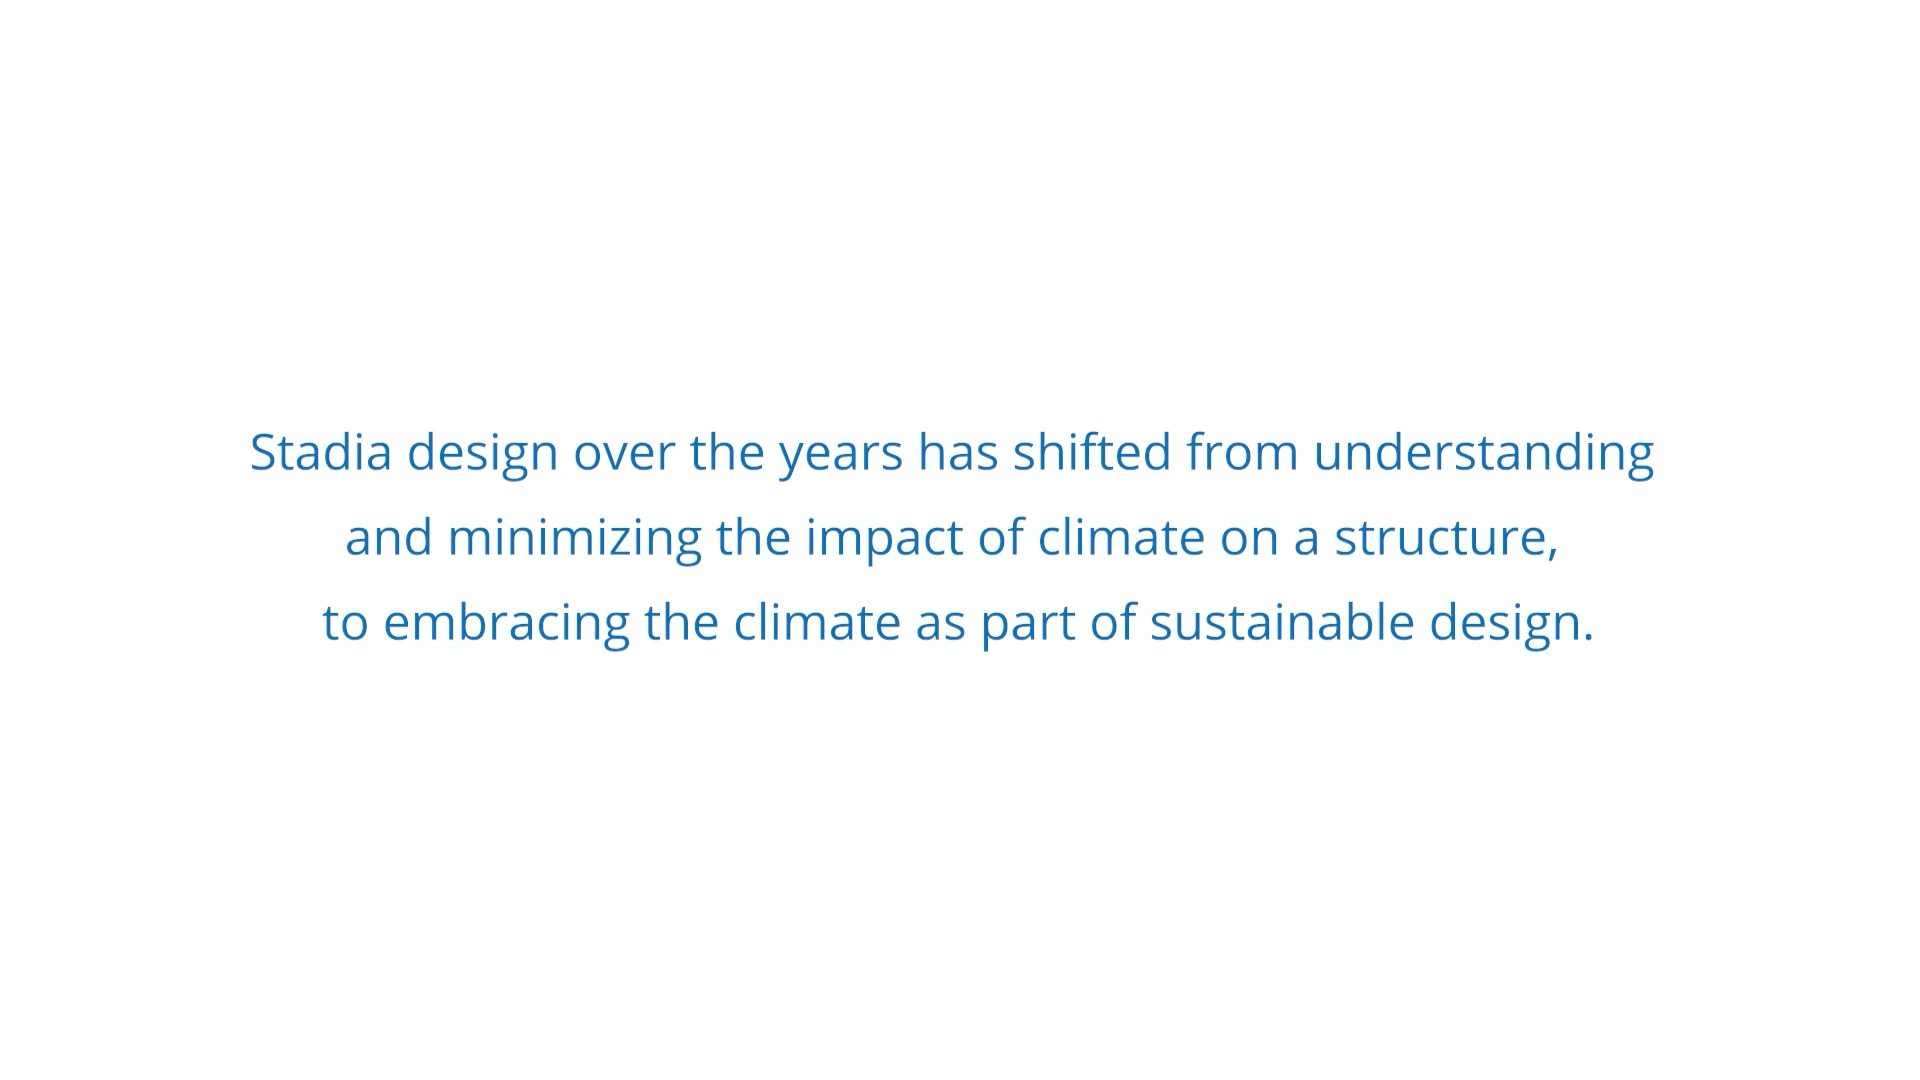 Stadia design over the years has shifted from understanding
and minimizing the impact of climate on a structure,
to embracing the climate as part of sustainable design.